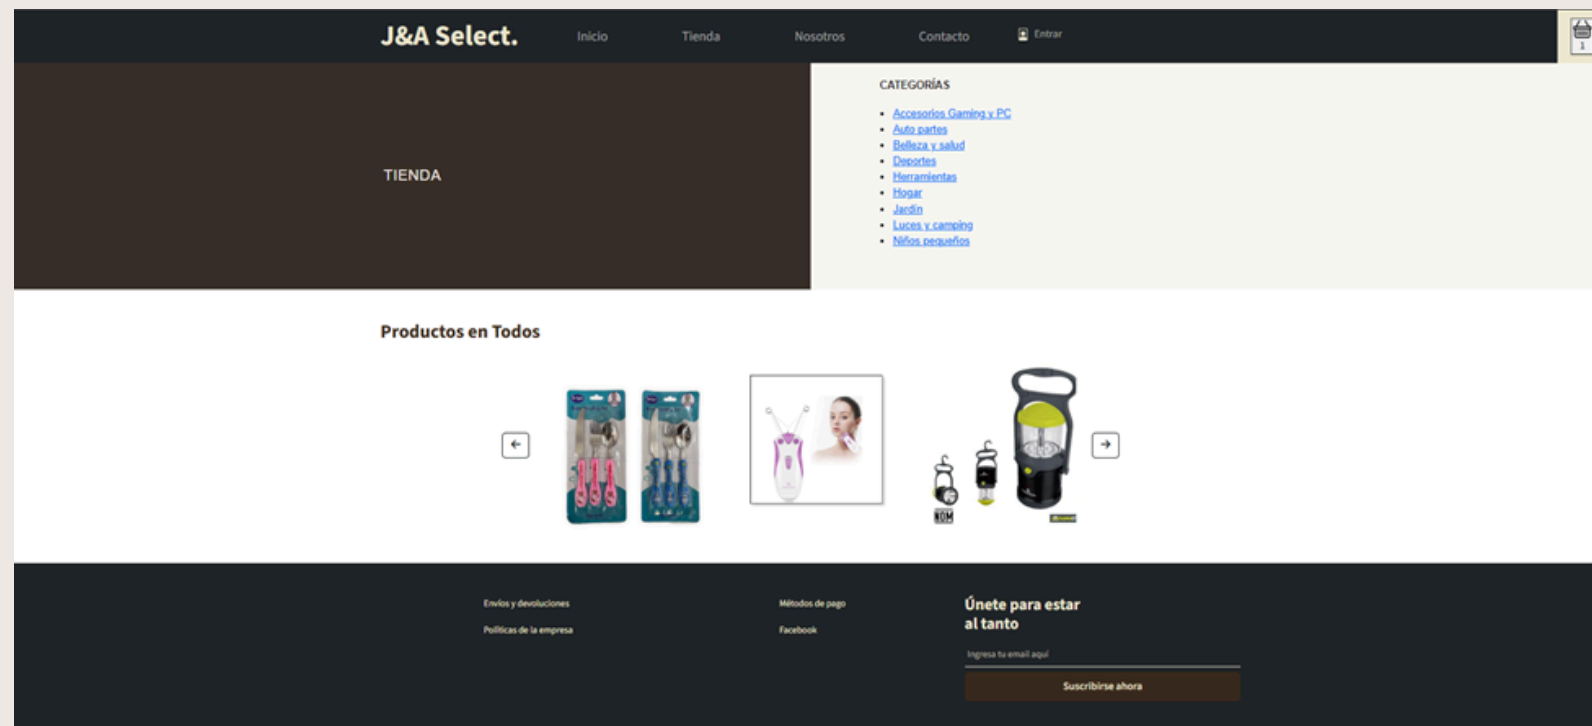 J&A Select.
Inicio
Tienda
Nosotros
Contacto
Entrar
1
TIENDA
CATEGORÍAS
Accesorios Gaming y PC
Auto partes
Belleza y salud
Deportes
Herramientas
Hogar
Jardín
Luces y camping
Niños pequeños
Productos en Todos
NOM
Envíos y devoluciones
Métodos de pago
Políticas de la empresa
Facebook
Únete para estar
al tanto
Ingresa tu email aquí
Suscribirse ahora